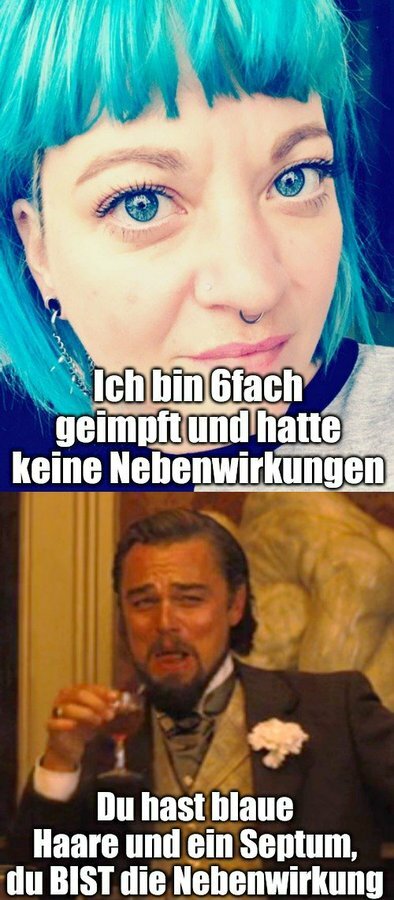 Ich bin 6fach
geimpft und hatte
keine Nebenwirkungen
Du hast blaue
Haare und ein Septum,
du BIST die Nebenwirkung